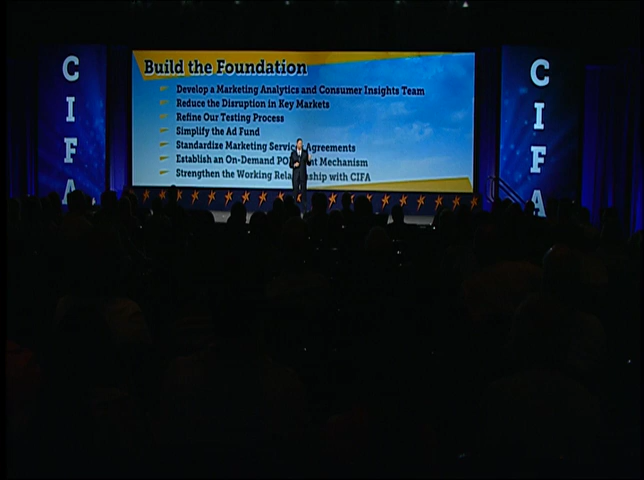 Build the Foundation
Develop a Marketing Analytics and Consumer Insights Team
Reduce the Disruption in Key Markets
Refine Our Testing Process
Simplify the Ad Fund
Standardize Marketing Agreements
Establish an On-Demand Mechanism
Strengthen the Working with CIFA
CIFA
CIFA